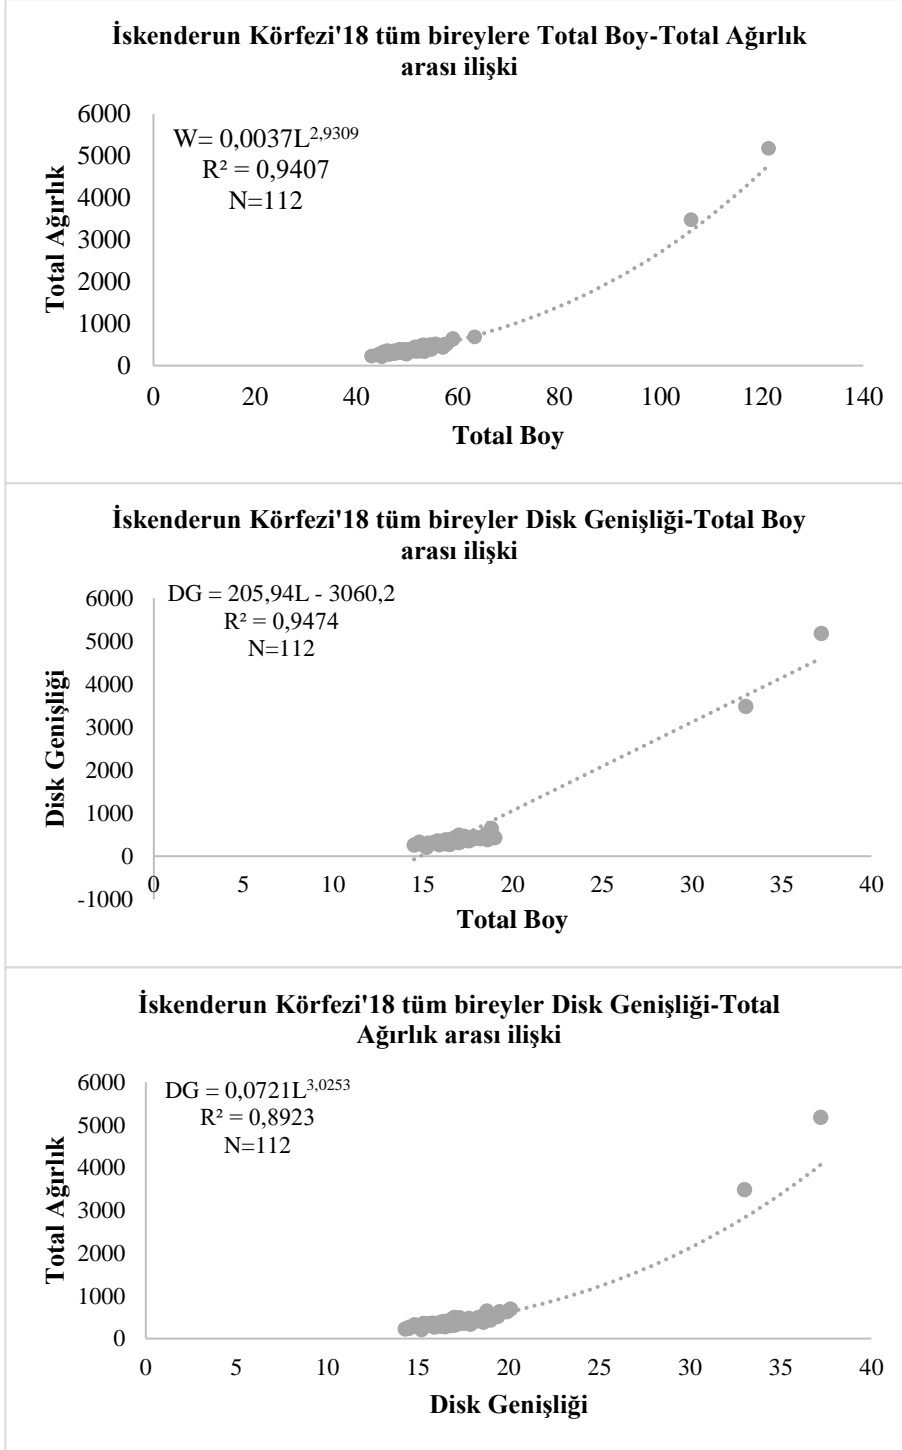 İskenderun Körfezi'18 tüm bireylere Total Boy-Total Ağırlık
arası ilişki
W= 0,0037L^2,9309
R² = 0,9407
N=112
Total Ağırlık
6000
5000
4000
3000
2000
1000
0
0 20 40 60 80 100 120 140
Total Boy
İskenderun Körfezi'18 tüm bireyler Disk Genişliği-Total Boy
arası ilişki
DG = 205,94L - 3060,2
R² = 0,9474
N=112
Disk Genişliği
6000
5000
4000
3000
2000
1000
0
-1000
0 5 10 15 20 25 30 35 40
Total Boy
İskenderun Körfezi'18 tüm bireyler Disk Genişliği-Total
Ağırlık arası ilişki
DG = 0,0721L^3,0253
R² = 0,8923
N=112
Total Ağırlık
6000
5000
4000
3000
2000
1000
0
0 5 10 15 20 25 30 35 40
Disk Genişliği